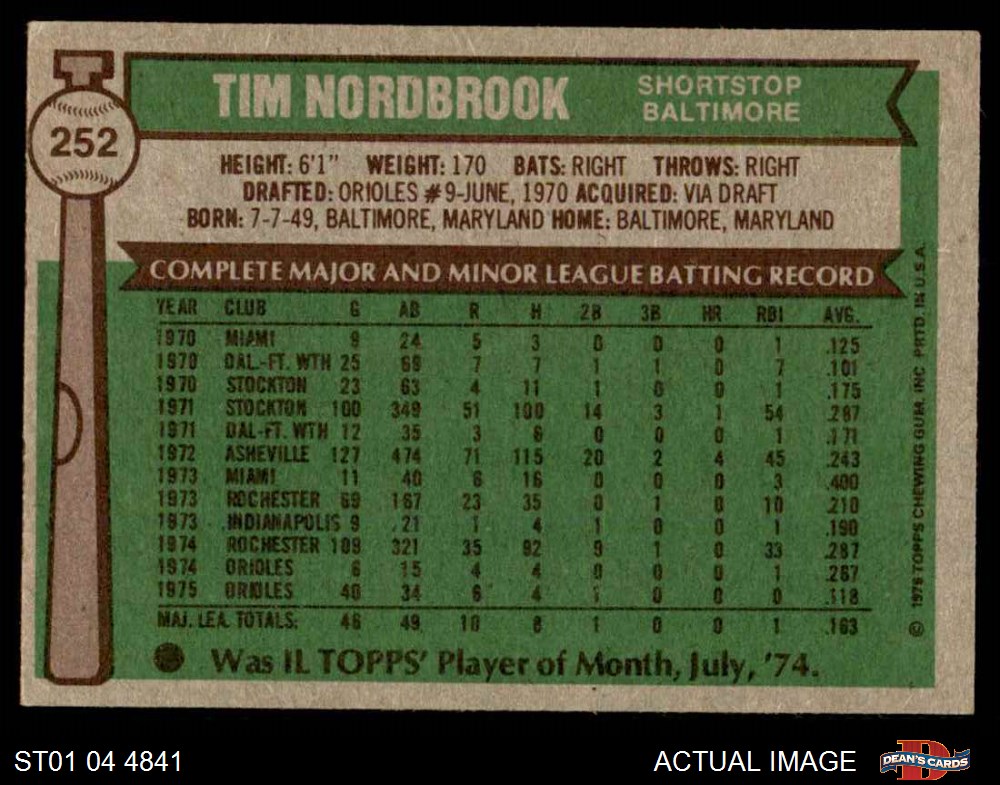 252
TIM NORDBROOK
SHORTSTOP
BALTIMORE
HEIGHT: 6'1" WEIGHT: 170 BATS: RIGHT THROWS: RIGHT
DRAFTED: ORIOLES #9-JUNE, 1970 ACQUIRED: VIA DRAFT
BORN: 7-7-49, BALTIMORE, MARYLAND HOME: BALTIMORE, MARYLAND
COMPLETE MAJOR AND MINOR LEAGUE BATTING RECORD
YEAR CLUB G AB R H 2B 3B HR RBI AVG.
1970 MIAMI 9 24 5 3 0 0 0 1 .125
1970 DAL.-FT. WTH 25 69 7 7 1 1 0 7 .101
1970 STOCKTON 23 63 4 11 1 0 0 1 .175
1971 STOCKTON 100 349 51 100 14 3 1 54 .287
1971 DAL-FT. WTH 12 35 3 6 0 0 0 1 .171
1972 ASHEVILLE 127 474 71 115 20 2 4 45 .243
1973 MIAMI 11 40 6 16 0 0 0 3 .400
1973 ROCHESTER 69 167 23 35 0 1 0 10 .210
1973 INDIANAPOLIS 9 21 1 4 1 0 0 1 .190
1974 ROCHESTER 109 321 35 92 9 1 0 33 .287
1974 ORIOLES 6 15 4 4 0 0 0 1 .267
1975 ORIOLES 40 34 6 4 1 0 0 0 .118
MAJ. LEA. TOTALS: 46 49 10 8 1 0 0 1 .163
Was IL TOPPS' Player of Month, July, '74.
© 1976 TOPPS CHEWING GUM, INC PRTD. IN U.S.A.
ST01 04 4841
ACTUAL IMAGE
D
DEAN'S CARDS